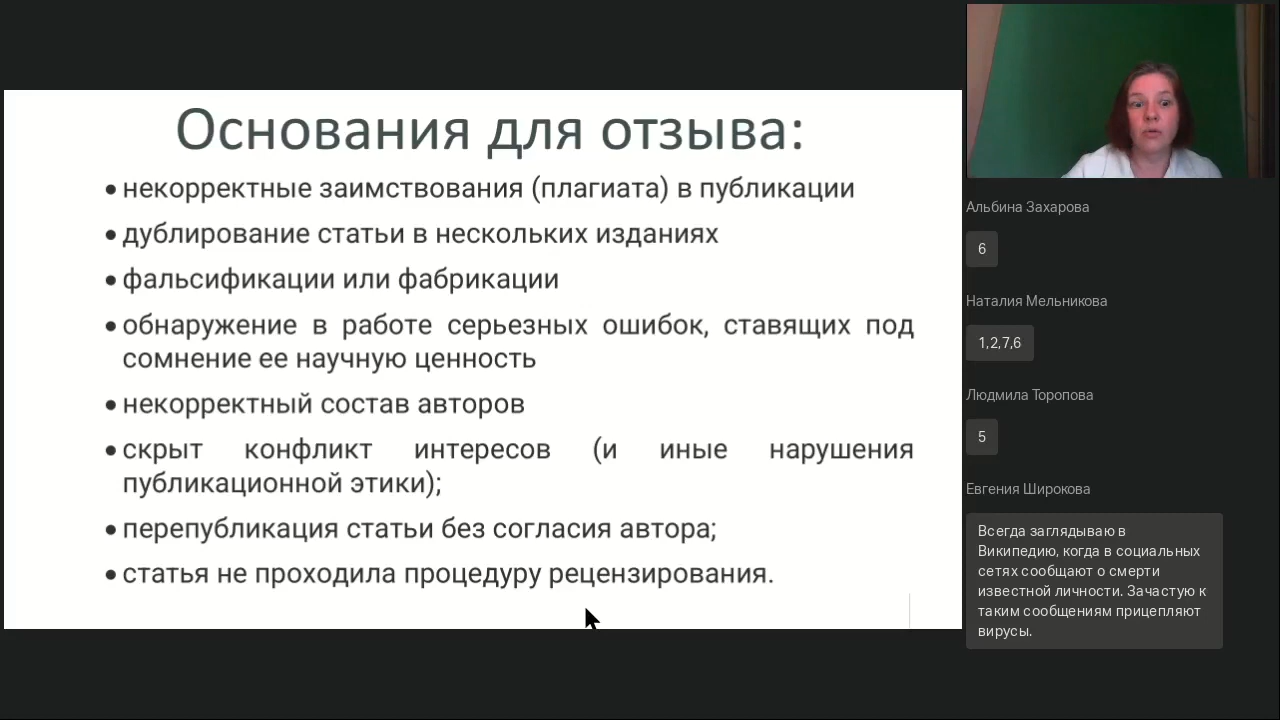 Основания для отзыва:
• некорректные заимствования (плагиата) в публикации
• дублирование статьи в нескольких изданиях
• фальсификации или фабрикации
• обнаружение в работе серьезных ошибок, ставящих под
сомнение ее научную ценность
• некорректный состав авторов
• скрыт конфликт интересов (и иные нарушения
публикационной этики);
• перепубликация статьи без согласия автора;
• статья не проходила процедуру рецензирования.
Альбина Захарова
6
Наталия Мельникова
1,2,7,6
Людмила Торопова
5
Евгения Широкова
Всегда заглядываю в
Википедию, когда в социальных
сетях сообщают о смерти
известной личности. Зачастую к
таким сообщениям прицепляют
вирусы.